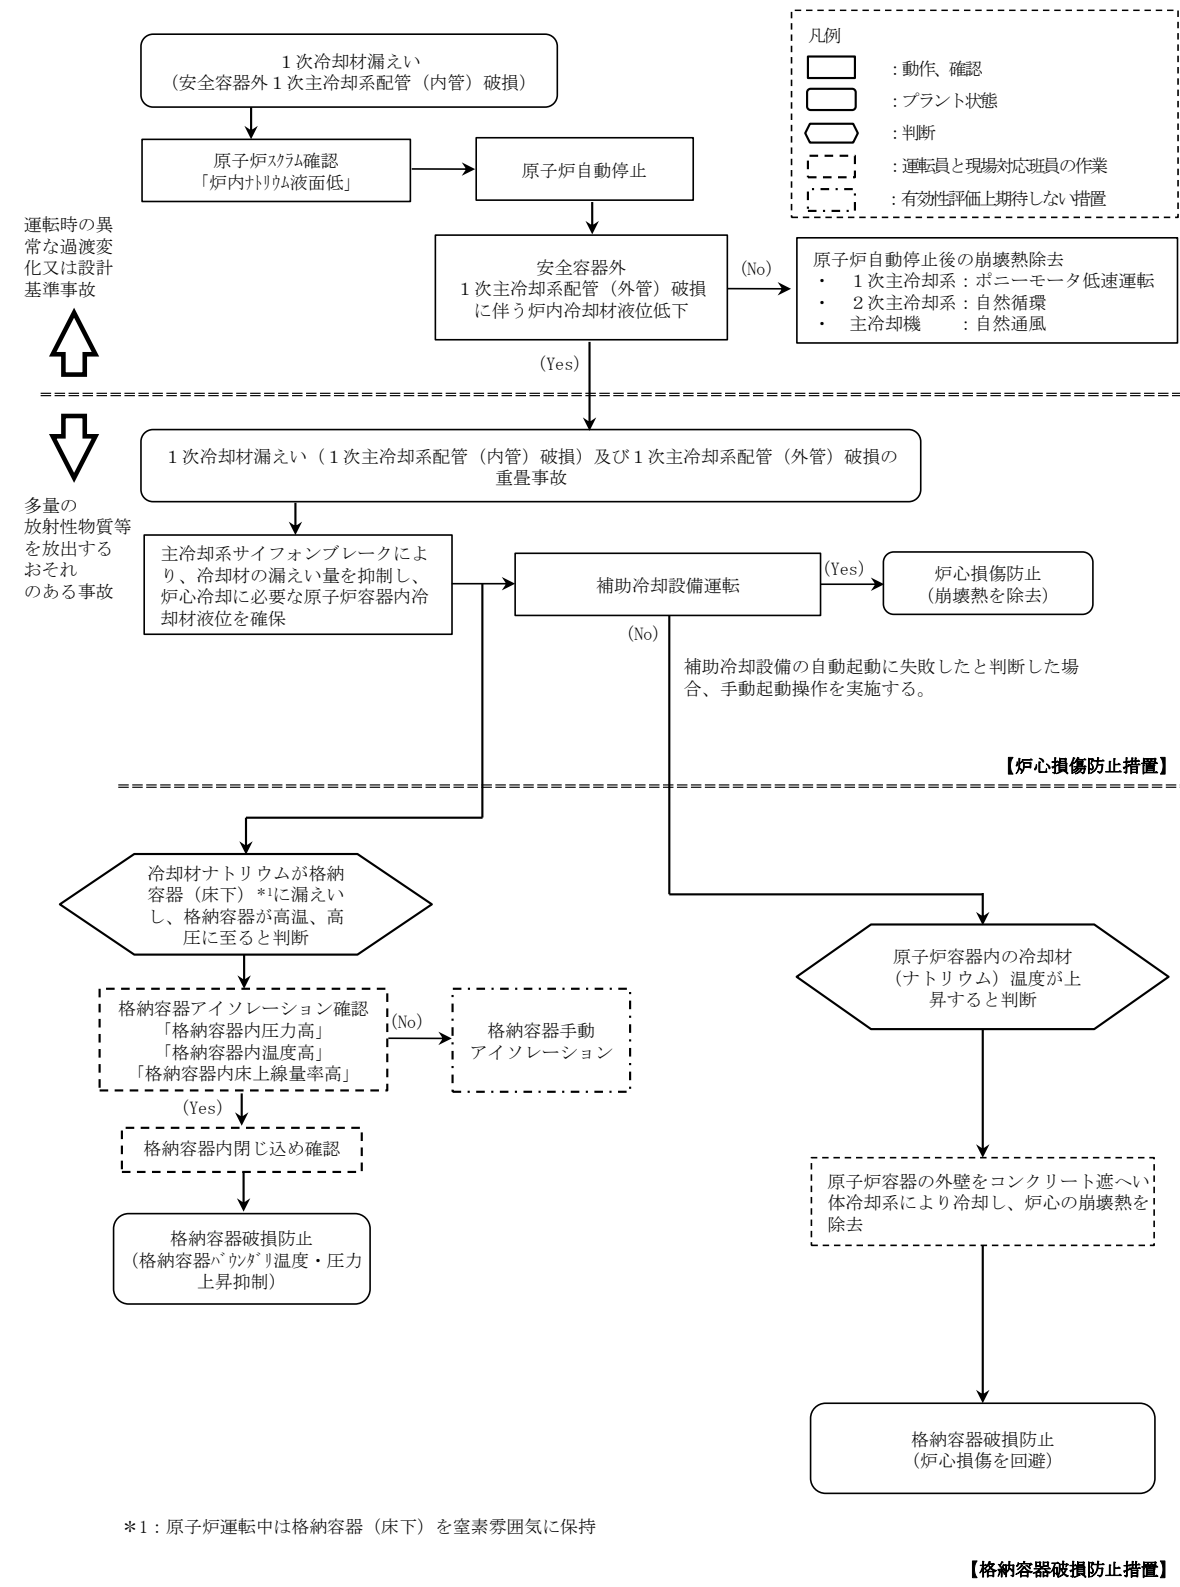 １次冷却材漏えい
（安全容器外１次主冷却系配管（内管）破損）
凡例
：動作、確認
：プラント状態
：判断
：運転員と現場対応班員の作業
：有効性評価上期待しない措置
原子炉ｽｸﾗﾑ確認
「炉内ﾅﾄﾘｳﾑ液面低」
原子炉自動停止
運転時の異
常な過渡変
化又は設計
基準事故
安全容器外
１次主冷却系配管（外管）破損
に伴う炉内冷却材液位低下
(No)
原子炉自動停止後の崩壊熱除去
・　１次主冷却系：ポニーモータ低速運転
・　２次主冷却系：自然循環
・　主冷却機　　：自然通風
(Yes)
１次冷却材漏えい（１次主冷却系配管（内管）破損）及び１次主冷却系配管（外管）破損の
重畳事故
多量の
放射性物質等
を放出する
おそれ
のある事故
主冷却系サイフォンブレークによ
り、冷却材の漏えい量を抑制し、
炉心冷却に必要な原子炉容器内冷
却材液位を確保
補助冷却設備運転
(Yes)
炉心損傷防止
（崩壊熱を除去）
(No)
補助冷却設備の自動起動に失敗したと判断した場
合、手動起動操作を実施する。
【炉心損傷防止措置】
冷却材ナトリウムが格納
容器（床下）*1に漏えい
し、格納容器が高温、高
圧に至ると判断
原子炉容器内の冷却材
（ナトリウム）温度が上
昇すると判断
格納容器アイソレーション確認
「格納容器内圧力高」
「格納容器内温度高」
「格納容器内床上線量率高」
(No)
格納容器手動
アイソレーション
(Yes)
格納容器内閉じ込め確認
原子炉容器の外壁をコンクリート遮へい
体冷却系により冷却し、炉心の崩壊熱を
除去
格納容器破損防止
（格納容器ﾊﾞｳﾝﾀﾞﾘ温度・圧力
上昇抑制）
格納容器破損防止
（炉心損傷を回避）
＊1：原子炉運転中は格納容器（床下）を窒素雰囲気に保持
【格納容器破損防止措置】